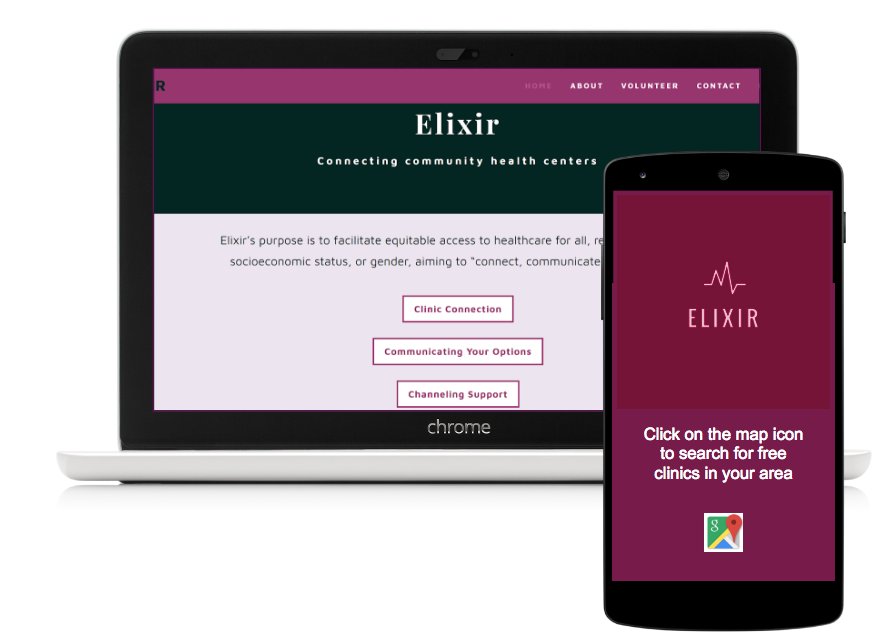 R
HOME ABOUT VOLUNTEER CONTACT
Elixir
Connecting community health centers
Elixir's purpose is to facilitate equitable access to healthcare for all, re
socioeconomic status, or gender, aiming to "connect, communicate
Clinic Connection
Communicating Your Options
Channeling Support
chrome
ELIXIR
Click on the map icon
to search for free
clinics in your area
g